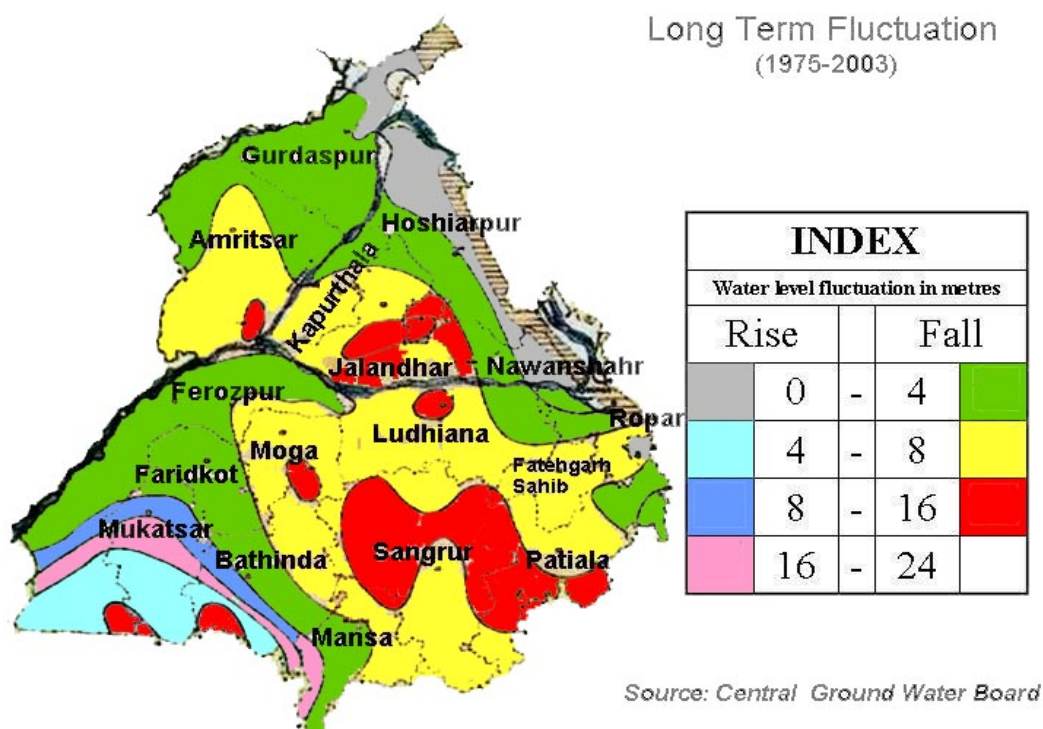 Long Term Fluctuation
(1975-2003)
Gurdaspur
Hoshiarpur
Amritsar
Kapurthala
Jalandhar
Nawanshahr
Ferozpur
Ropar
Ludhiana
Moga
Fatehgarh
Sahib
Faridkot
Mukatsar
Bathinda
Sangrur
Patiala
Mansa
INDEX
Water level fluctuation in metres
Rise - Fall
0 - 4
4 - 8
8 - 16
16 - 24
Source: Central Ground Water Board